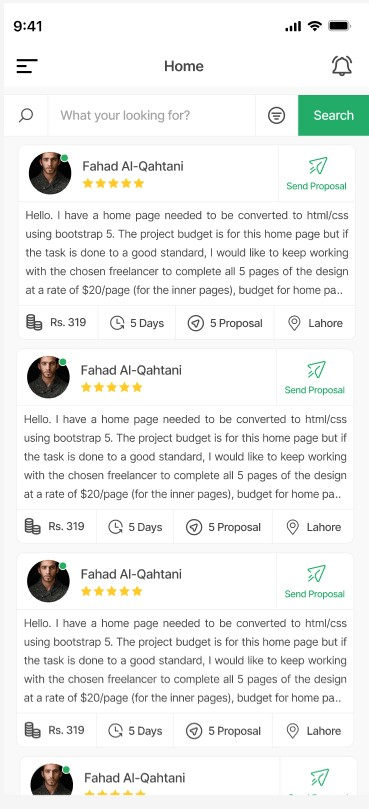 9:41
Home
What your looking for?
Search
Fahad Al-Qahtani
Send Proposal
Hello. I have a home page needed to be converted to html/css
using bootstrap 5. The project budget is for this home page but if
the task is done to a good standard, I would like to keep working
with the chosen freelancer to complete all 5 pages of the design
at a rate of $20/page (for the inner pages), budget for home pa..
Rs. 319 5 Days 5 Proposal Lahore
Fahad Al-Qahtani
Send Proposal
Hello. I have a home page needed to be converted to html/css
using bootstrap 5. The project budget is for this home page but if
the task is done to a good standard, I would like to keep working
with the chosen freelancer to complete all 5 pages of the design
at a rate of $20/page (for the inner pages), budget for home pa..
Rs. 319 5 Days 5 Proposal Lahore
Fahad Al-Qahtani
Send Proposal
Hello. I have a home page needed to be converted to html/css
using bootstrap 5. The project budget is for this home page but if
the task is done to a good standard, I would like to keep working
with the chosen freelancer to complete all 5 pages of the design
at a rate of $20/page (for the inner pages), budget for home pa..
Rs. 319 5 Days 5 Proposal Lahore
Fahad Al-Qahtani
Send Proposal